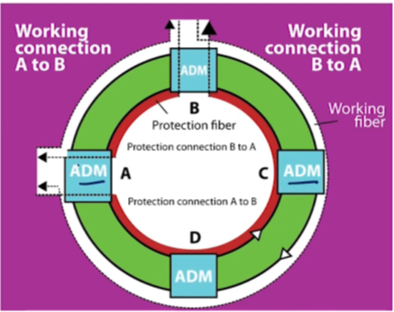 Working
connection
A to B
Working
connection
B to A
ADM
B
Working
fiber
Protection fiber
Protection connection B to A
ADM
A
C
ADM
Protection connection A to B
D
ADM